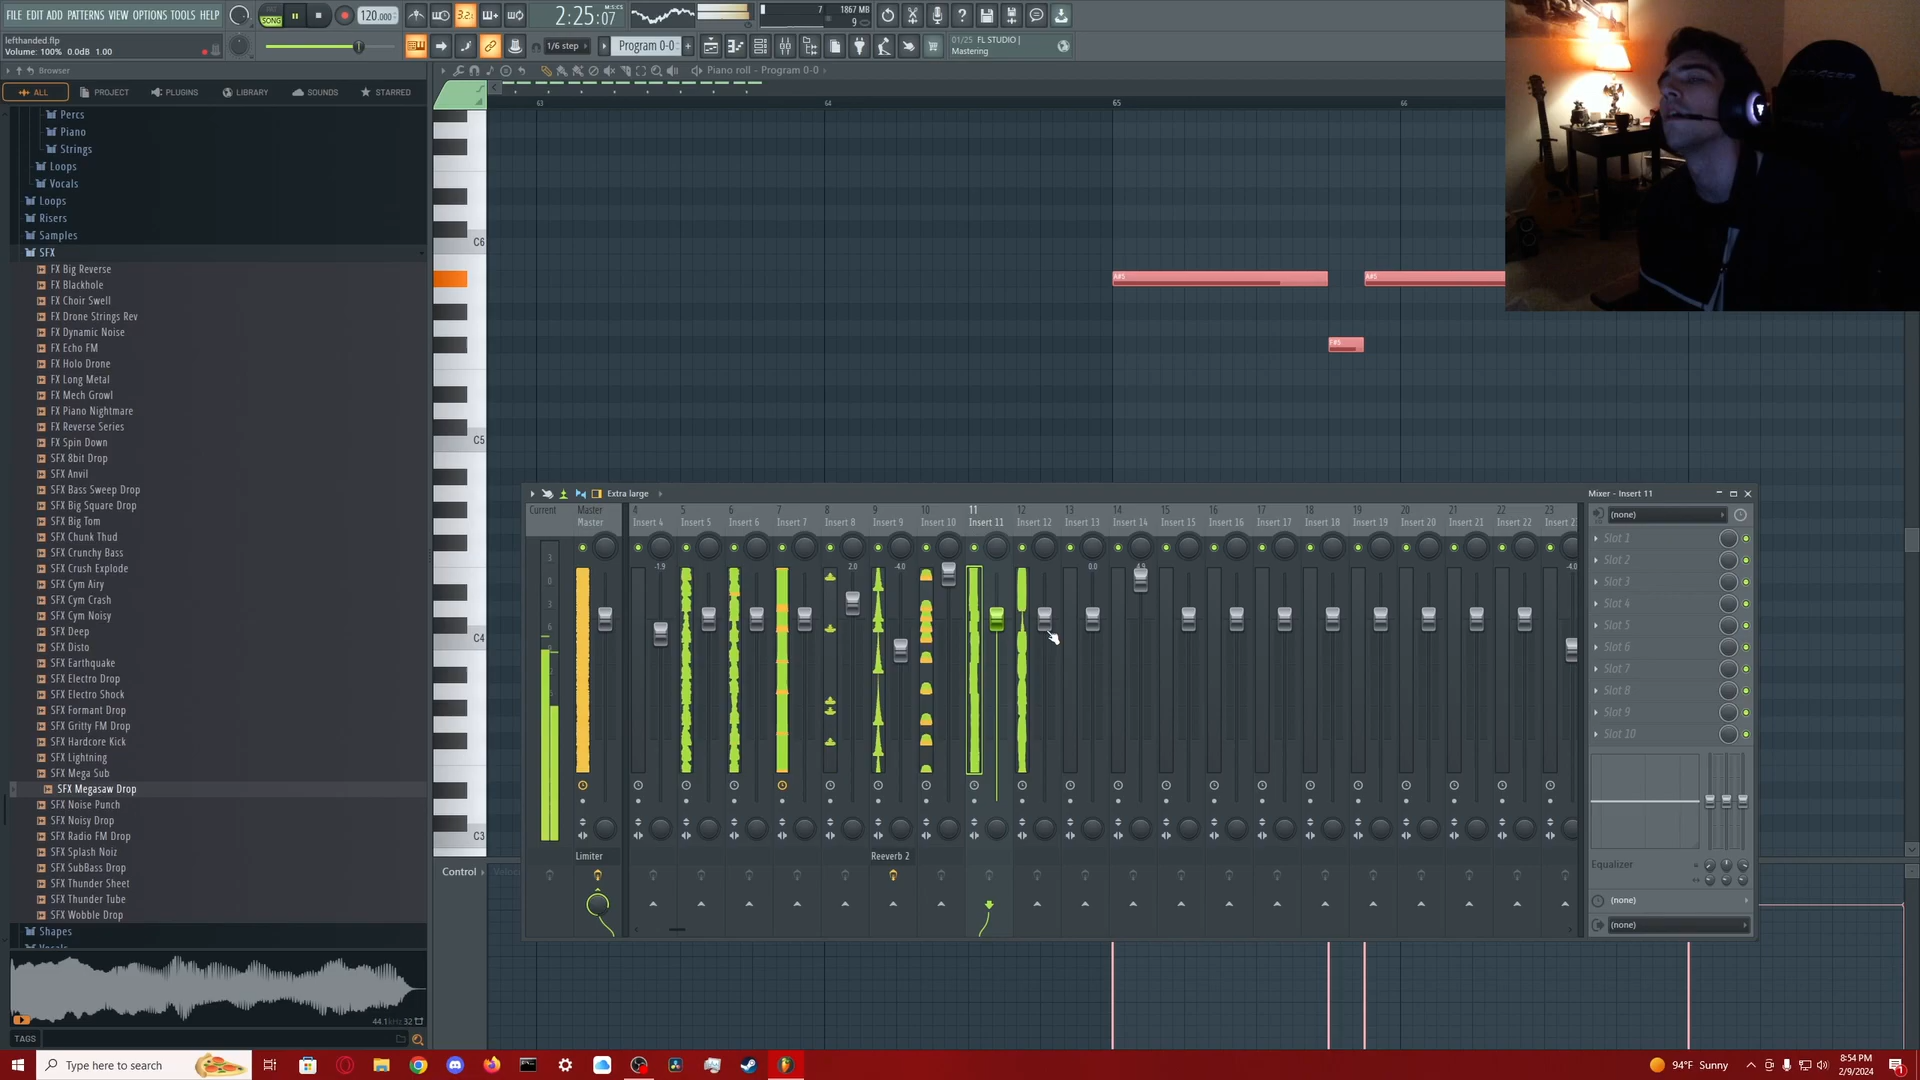 FILE EDIT ADD PATTERNS VIEW OPTIONS TOOLS HELP
SONG
120.000
3.2:
2:25:07
M:S:CS
7
1867 MB
9
lefthanded.flp
Volume: 100% 0.0dB 1.00
1/6 step
Program 0-0
01/25 FL STUDIO |
Mastering
Browser
Piano roll - Program 0-0
ALL
PROJECT
PLUGINS
LIBRARY
SOUNDS
STARRED
63
64
65
66
Percs
Piano
Strings
Loops
Vocals
Loops
Risers
Samples
SFX
FX Big Reverse
FX Blackhole
FX Choir Swell
FX Drone Strings Rev
FX Dynamic Noise
FX Echo FM
FX Holo Drone
FX Long Metal
FX Mech Growl
FX Piano Nightmare
FX Reverse Series
FX Spin Down
SFX 8bit Drop
SFX Anvil
SFX Bass Sweep Drop
SFX Big Square Drop
SFX Big Tom
SFX Chunk Thud
SFX Crunchy Bass
SFX Crush Explode
SFX Cym Airy
SFX Cym Crash
SFX Cym Noisy
SFX Deep
SFX Disto
SFX Earthquake
SFX Electro Drop
SFX Electro Shock
SFX Formant Drop
SFX Gritty FM Drop
SFX Hardcore Kick
SFX Lightning
SFX Mega Sub
SFX Megasaw Drop
SFX Noise Punch
SFX Noisy Drop
SFX Radio FM Drop
SFX Splash Noiz
SFX SubBass Drop
SFX Thunder Sheet
SFX Thunder Tube
SFX Wobble Drop
Shapes
Vocals
44.1kHz 32
TAGS
C6
C5
C4
C3
A#5
A#5
F#5
Control
Extra large
Mixer - Insert 11
Current
Master
Master
4
Insert 4
5
Insert 5
6
Insert 6
7
Insert 7
8
Insert 8
9
Insert 9
10
Insert 10
11
Insert 11
12
Insert 12
13
Insert 13
14
Insert 14
15
Insert 15
16
Insert 16
17
Insert 17
18
Insert 18
19
Insert 19
20
Insert 20
21
Insert 21
22
Insert 22
23
-1.9
2.0
-4.0
0.0
4.9
-4.0
3
0
3
6
Limiter
Reeverb 2
(none)
Slot 1
Slot 2
Slot 3
Slot 4
Slot 5
Slot 6
Slot 7
Slot 8
Slot 9
Slot 10
Equalizer
(none)
(none)
Type here to search
94°F Sunny
8:54 PM
2/9/2024